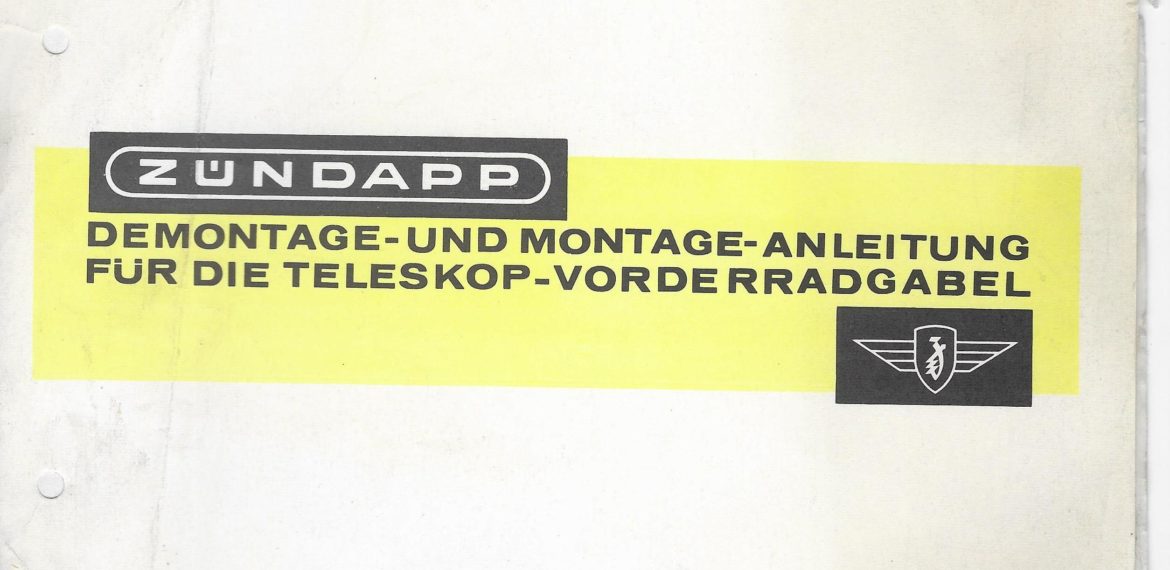 ZÜNDAPP
DEMONTAGE-UND MONTAGE-ANLEITUNG
FÜR DIE TELESKOP-VORDERRADGABEL